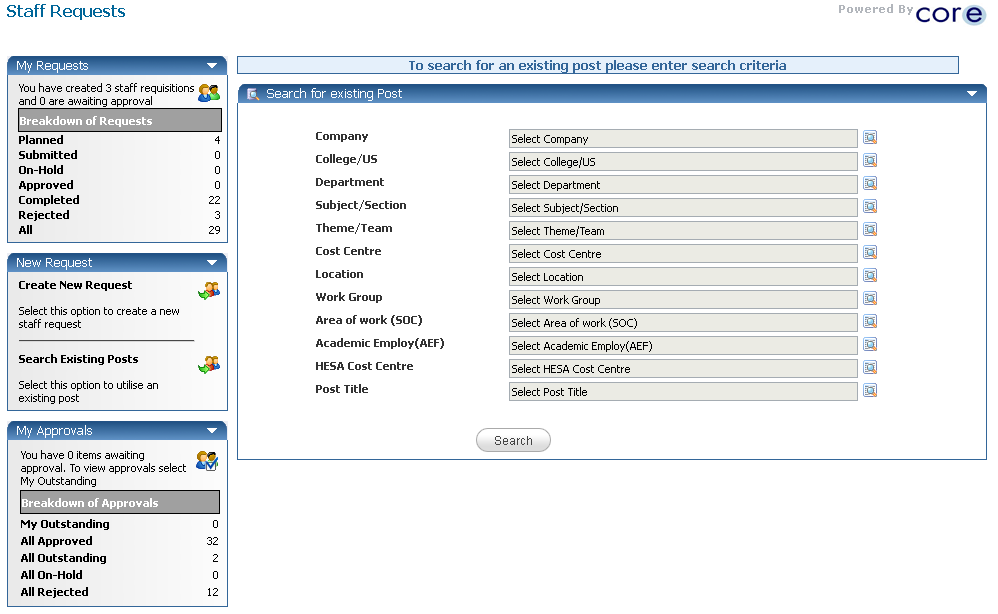 Staff Requests
Powered By core
My Requests
You have created 3 staff requisitions
and 0 are awaiting approval
Breakdown of Requests
Planned 4
Submitted 0
On-Hold 0
Approved 0
Completed 22
Rejected 3
All 29
New Request
Create New Request
Select this option to create a new
staff request
Search Existing Posts
Select this option to utilise an
existing post
My Approvals
You have 0 items awaiting
approval. To view approvals select
My Outstanding
Breakdown of Approvals
My Outstanding 0
All Approved 32
All Outstanding 2
All On-Hold 0
All Rejected 12
To search for an existing post please enter search criteria
Search for existing Post
Company Select Company
College/US Select College/US
Department Select Department
Subject/Section Select Subject/Section
Theme/Team Select Theme/Team
Cost Centre Select Cost Centre
Location Select Location
Work Group Select Work Group
Area of work (SOC) Select Area of work (SOC)
Academic Employ(AEF) Select Academic Employ(AEF)
HESA Cost Centre Select HESA Cost Centre
Post Title Select Post Title
Search